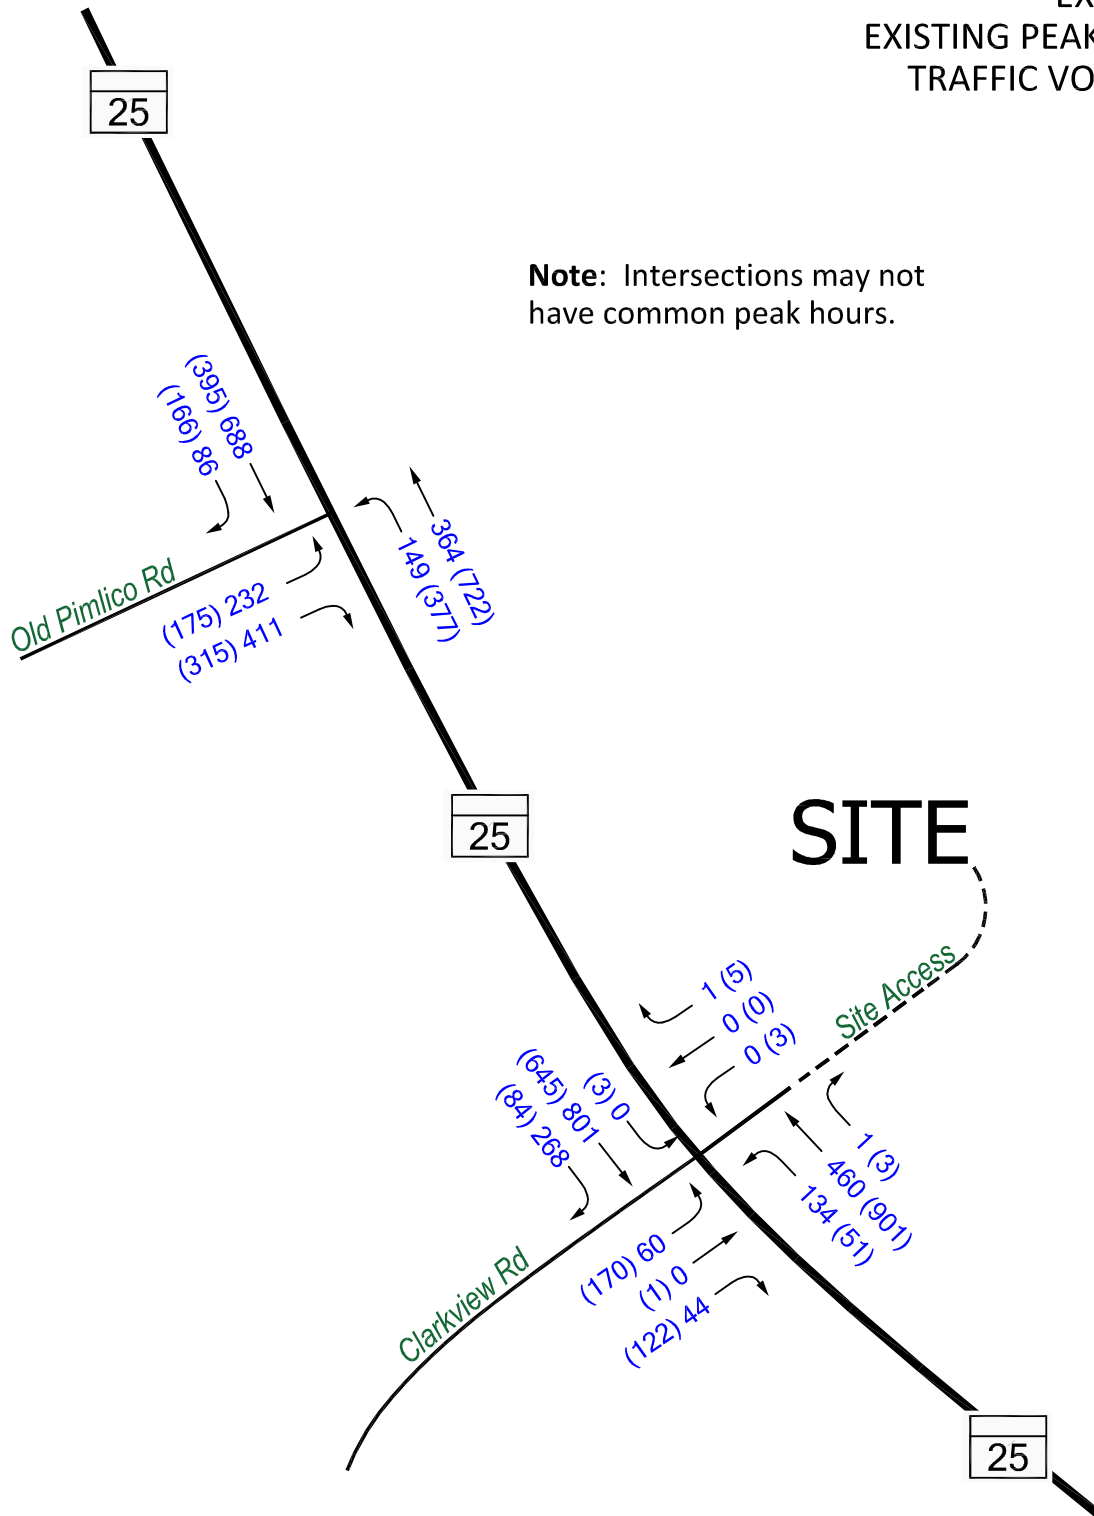 EXISTING PEAK
TRAFFIC VO
25
Note: Intersections may not
have common peak hours.
(395) 688
(166) 86
364 (722)
149 (377)
Old Pimlico Rd
(175) 232
(315) 411
25
SITE
Site Access
1 (5)
0 (0)
0 (3)
(3) 0
(645) 801
(84) 268
1 (3)
460 (901)
134 (51)
(170) 60
(1) 0
(122) 44
Clarkview Rd
25